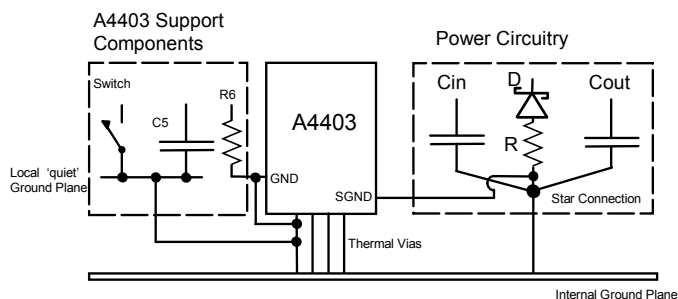 A4403 Support
Components
Power Circuitry
Switch
C5
R6
A4403
Cin
D
Cout
R
Local 'quiet'
Ground Plane
GND
SGND
Star Connection
Thermal Vias
Internal Ground Plane